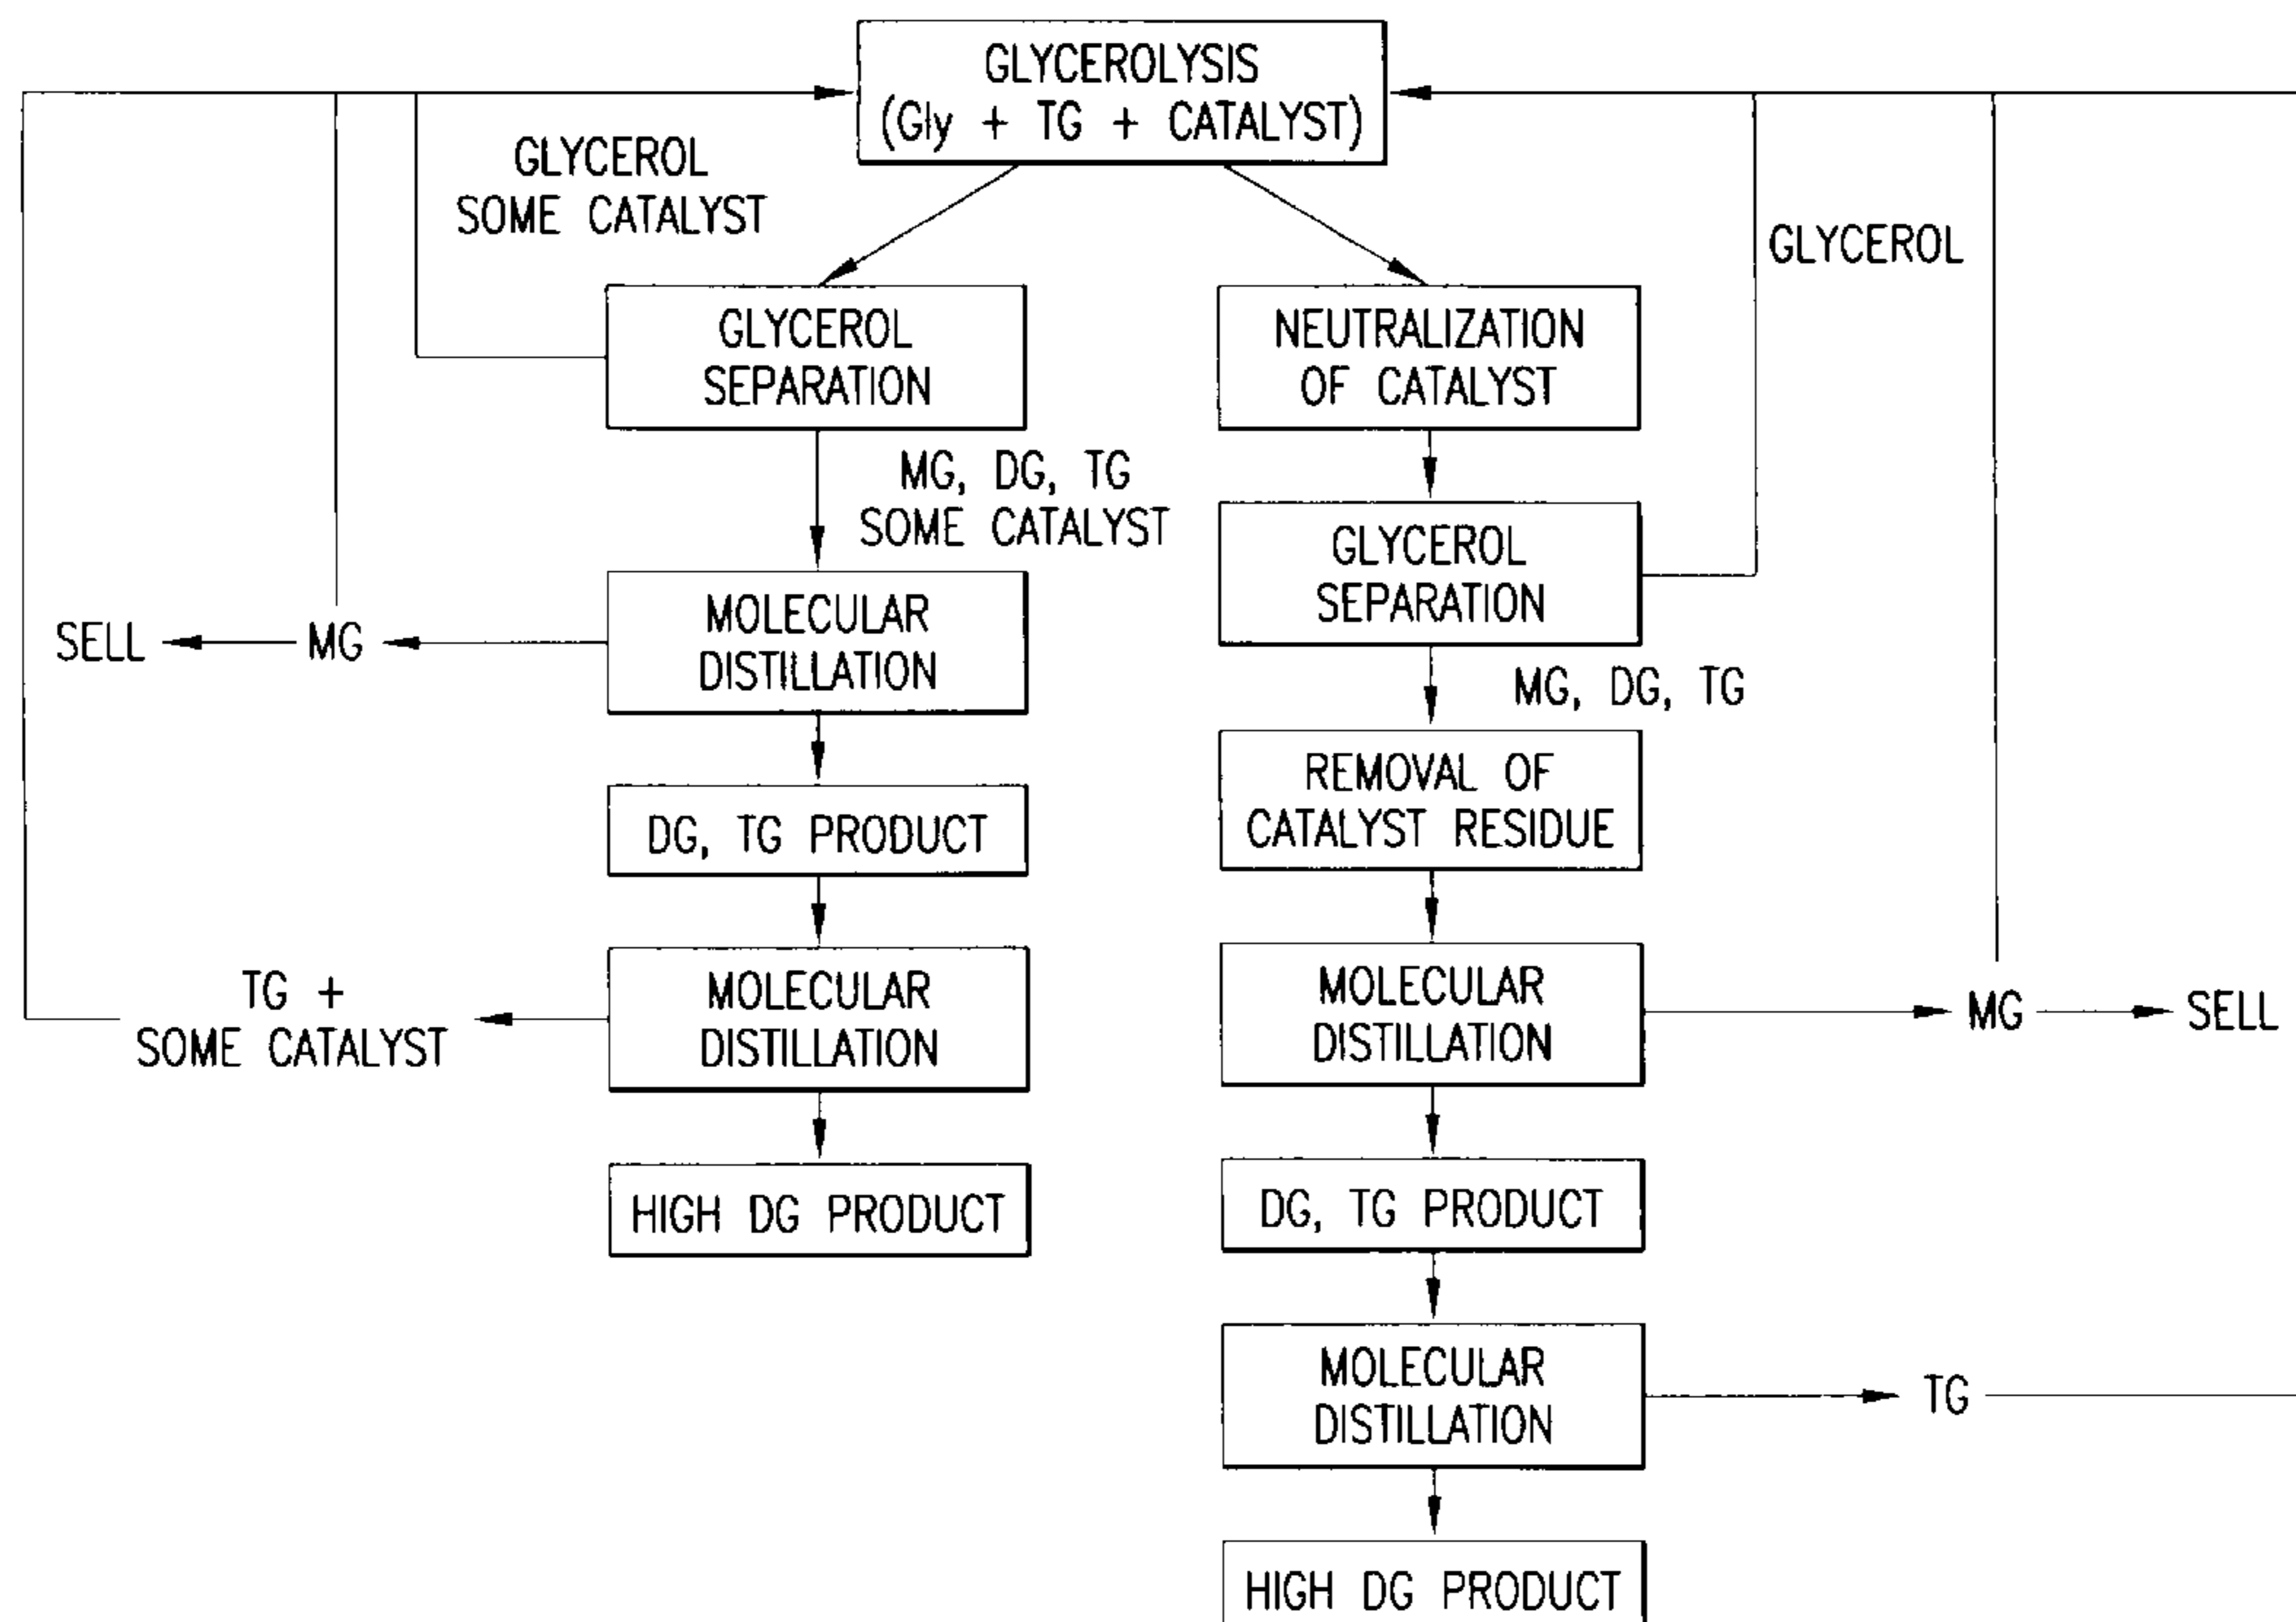 GLYCEROLYSIS
(Gly + TG + CATALYST)
GLYCEROL
SOME CATALYST
GLYCEROL
SEPARATION
MG, DG, TG
SOME CATALYST
MOLECULAR
DISTILLATION
MG
SELL
DG, TG PRODUCT
MOLECULAR
DISTILLATION
TG +
SOME CATALYST
HIGH DG PRODUCT
NEUTRALIZATION
OF CATALYST
GLYCEROL
GLYCEROL
SEPARATION
MG, DG, TG
REMOVAL OF
CATALYST RESIDUE
MOLECULAR
DISTILLATION
MG
SELL
DG, TG PRODUCT
MOLECULAR
DISTILLATION
TG
HIGH DG PRODUCT